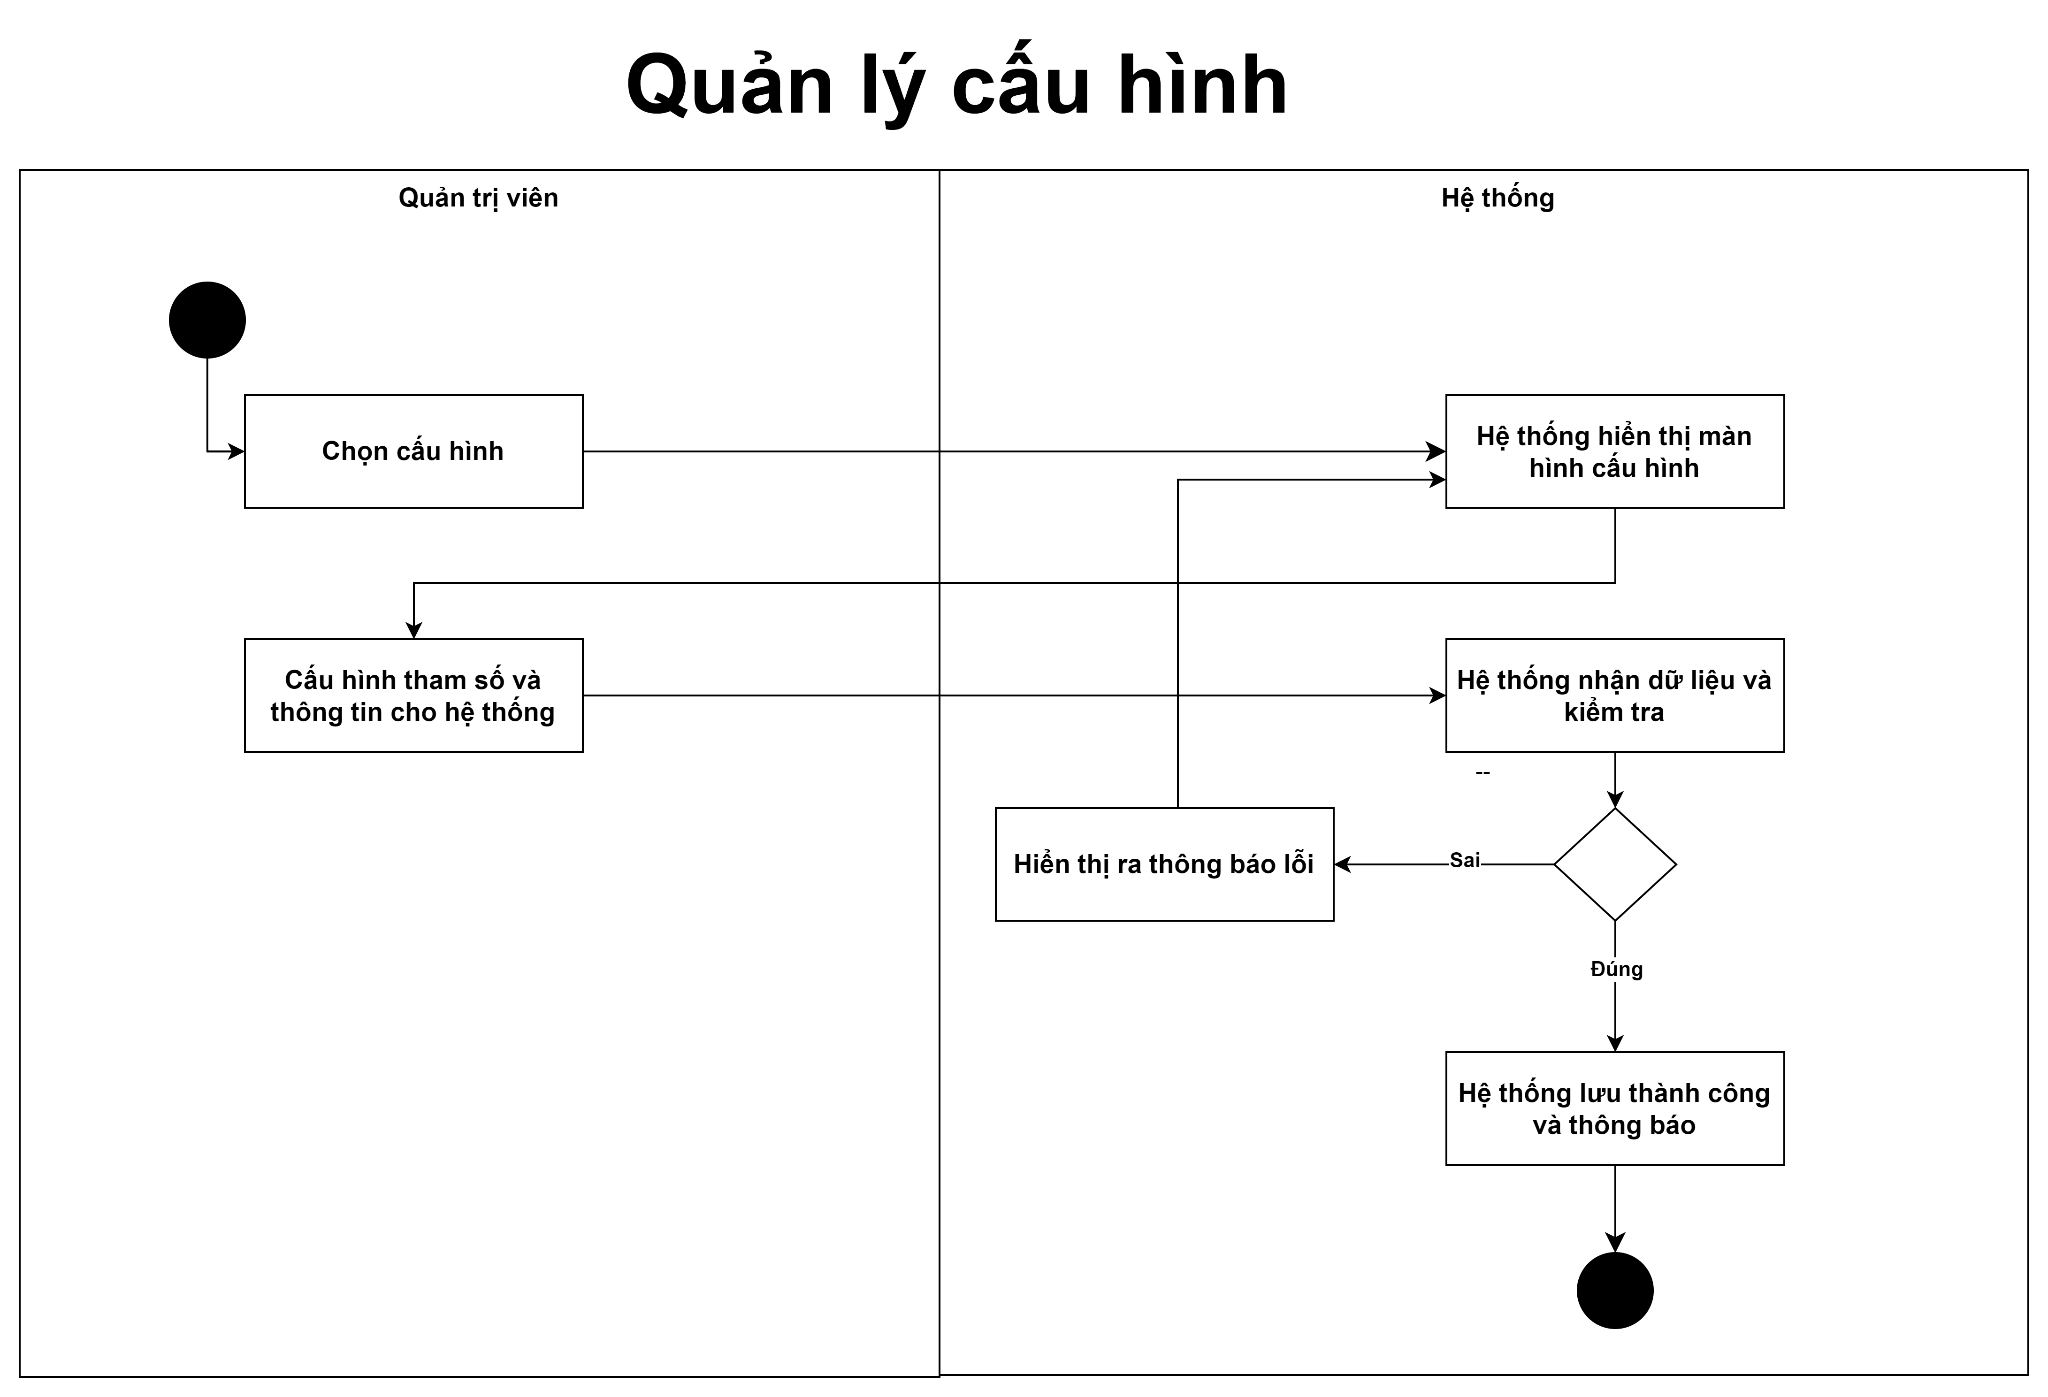 Quản lý cấu hình
Quản trị viên
Hệ thống
Chọn cấu hình
Hệ thống hiển thị màn
hình cấu hình
Cấu hình tham số và
thông tin cho hệ thống
Hệ thống nhận dữ liệu và
kiểm tra
--
Hiển thị ra thông báo lỗi
Sai
Đúng
Hệ thống lưu thành công
và thông báo